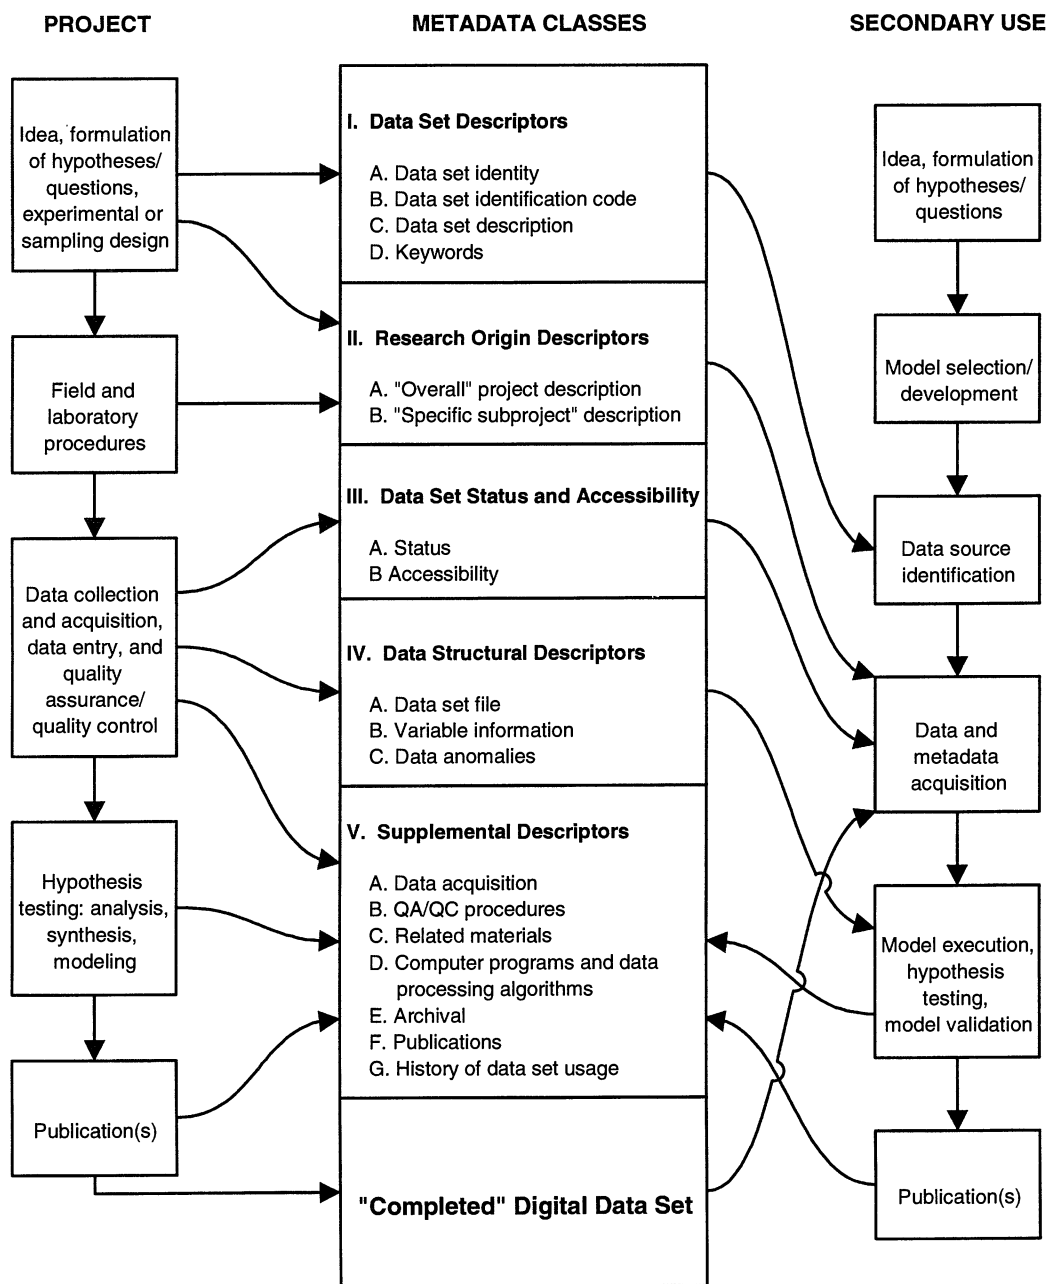 PROJECT
METADATA CLASSES
SECONDARY USE
Idea, formulation
of hypotheses/
questions,
experimental or
sampling design
Field and
laboratory
procedures
Data collection
and acquisition,
data entry, and
quality
assurance/
quality control
Hypothesis
testing: analysis,
synthesis,
modeling
Publication(s)
I. Data Set Descriptors
A. Data set identity
B. Data set identification code
C. Data set description
D. Keywords
II. Research Origin Descriptors
A. "Overall" project description
B. "Specific subproject" description
III. Data Set Status and Accessibility
A. Status
B Accessibility
IV. Data Structural Descriptors
A. Data set file
B. Variable information
C. Data anomalies
V. Supplemental Descriptors
A. Data acquisition
B. QA/QC procedures
C. Related materials
D. Computer programs and data
processing algorithms
E. Archival
F. Publications
G. History of data set usage
"Completed" Digital Data Set
Idea, formulation
of hypotheses/
questions
Model selection/
development
Data source
identification
Data and
metadata
acquisition
Model execution,
hypothesis
testing,
model validation
Publication(s)